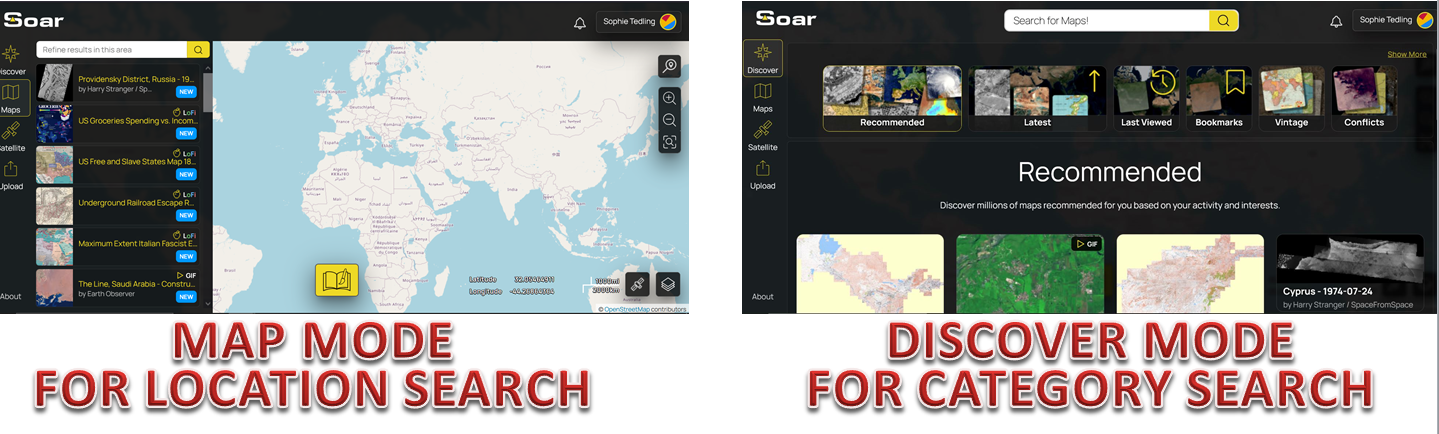 Soar
Sophie Tedling
Refine results in this area
Discover
Maps
Satellite
Upload
About
Providensky District, Russia - 19...
by Harry Stranger / Sp...
NEW
LoFi
US Groceries Spending vs. Incom...
NEW
LoFi
US Free and Slave States Map 18...
NEW
LoFi
Underground Railroad Escape R...
NEW
LoFi
Maximum Extent Italian Fascist E...
NEW
GIF
The Line, Saudi Arabia - Constru...
by Earth Observer
NEW
Latitude
Longitude
1000mi
2000km
© OpenStreetMap contributors
MAP MODE
FOR LOCATION SEARCH
Soar
Search for Maps!
Sophie Tedling
Discover
Maps
Satellite
Upload
About
Show More
Recommended
Latest
Last Viewed
Bookmarks
Vintage
Conflicts
Recommended
Discover millions of maps recommended for you based on your activity and interests.
GIF
Cyprus - 1974-07-24
by Harry Stranger / SpaceFromSpace
DISCOVER MODE
FOR CATEGORY SEARCH